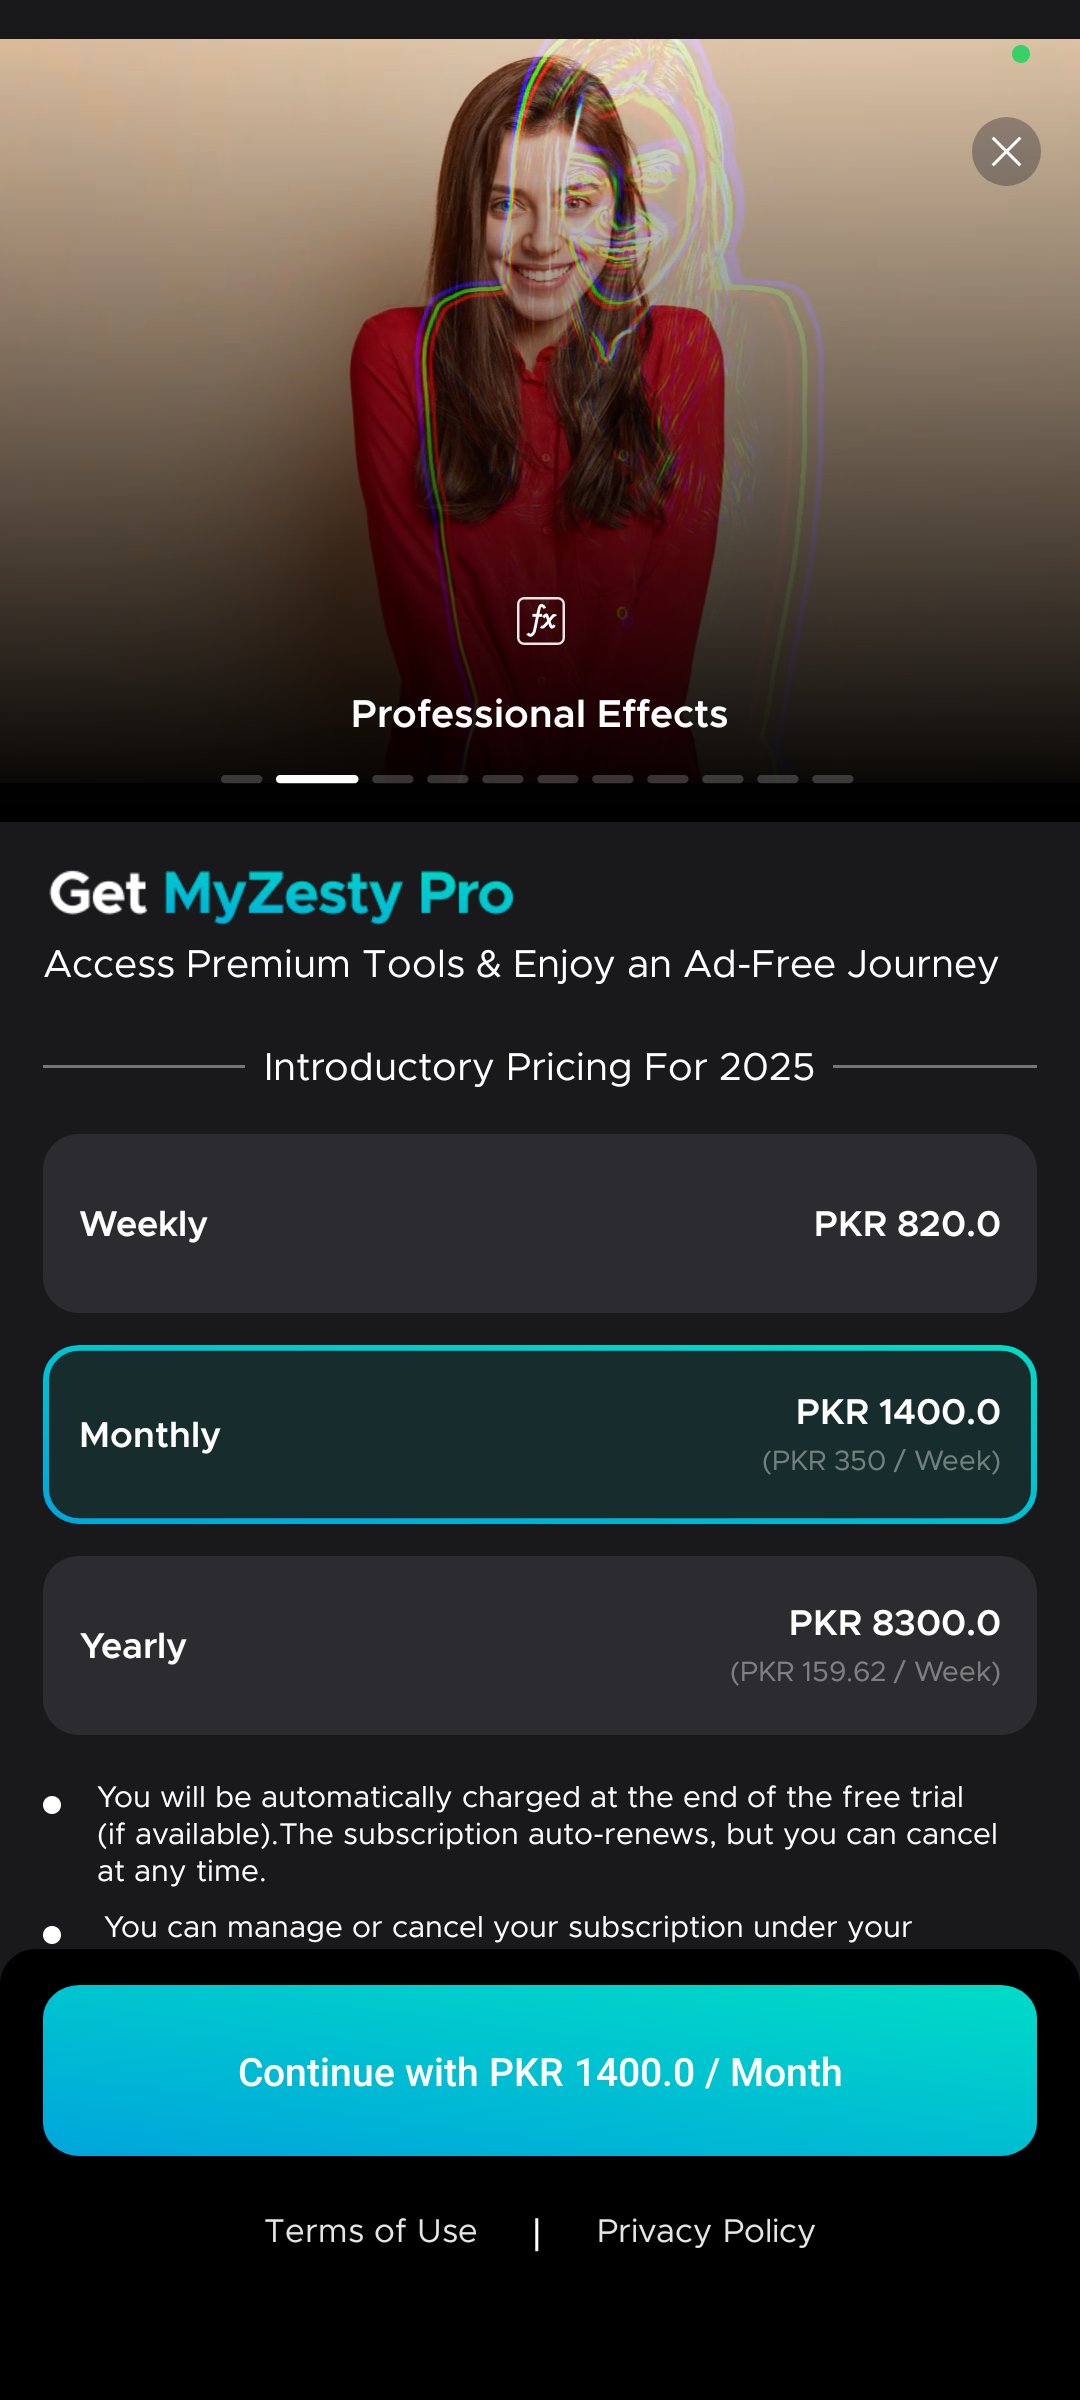 fx
Professional Effects
Get MyZesty Pro
Access Premium Tools & Enjoy an Ad-Free Journey
Introductory Pricing For 2025
Weekly
PKR 820.0
Monthly
PKR 1400.0
(PKR 350 / Week)
Yearly
PKR 8300.0
(PKR 159.62 / Week)
You will be automatically charged at the end of the free trial
(if available).The subscription auto-renews, but you can cancel
at any time.
You can manage or cancel your subscription under your
Continue with PKR 1400.0 / Month
Terms of Use | Privacy Policy